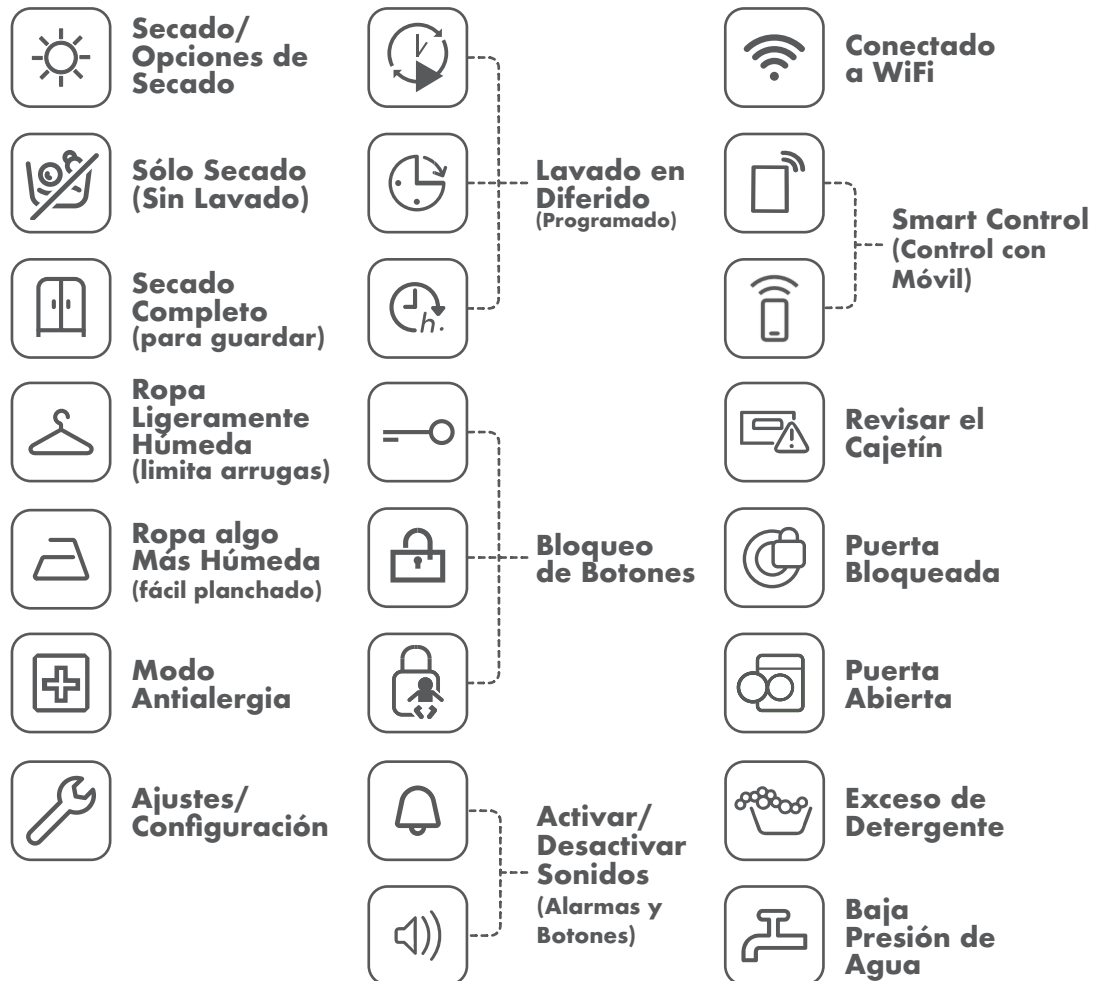 Secado/
Opciones de
Secado
Sólo Secado
(Sin Lavado)
Secado
Completo
(para guardar)
Ropa
Ligeramente
Húmeda
(limita arrugas)
Ropa algo
Más Húmeda
(fácil planchado)
Modo
Antialergia
Ajustes/
Configuración
h.
Lavado en
Diferido
(Programado)
Bloqueo
de Botones
Activar/
Desactivar
Sonidos
(Alarmas y
Botones)
Conectado
a WiFi
Smart Control
(Control con
Móvil)
Revisar el
Cajetín
Puerta
Bloqueada
Puerta
Abierta
Exceso de
Detergente
Baja
Presión de
Agua